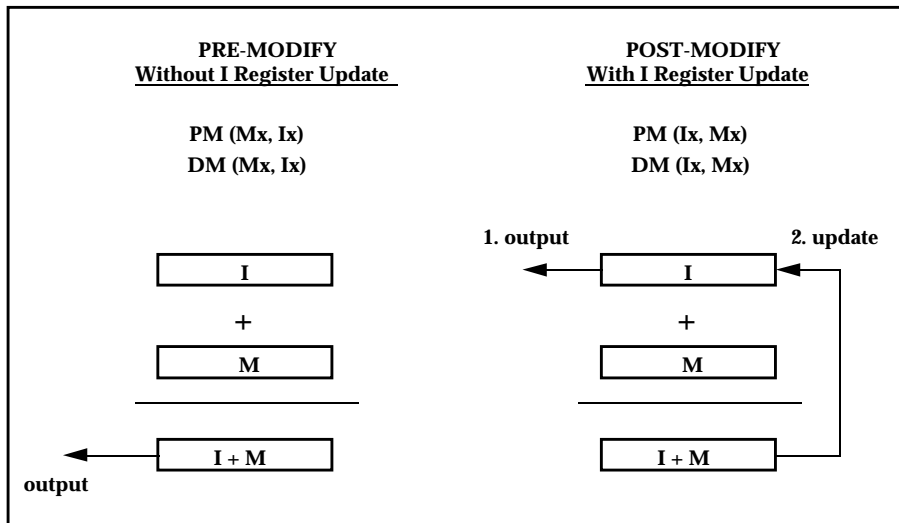 PRE-MODIFY
Without I Register Update
PM (Mx, Ix)
DM (Mx, Ix)
I
+
M
I + M
output
POST-MODIFY
With I Register Update
PM (Ix, Mx)
DM (Ix, Mx)
1. output
2. update
I
+
M
I + M